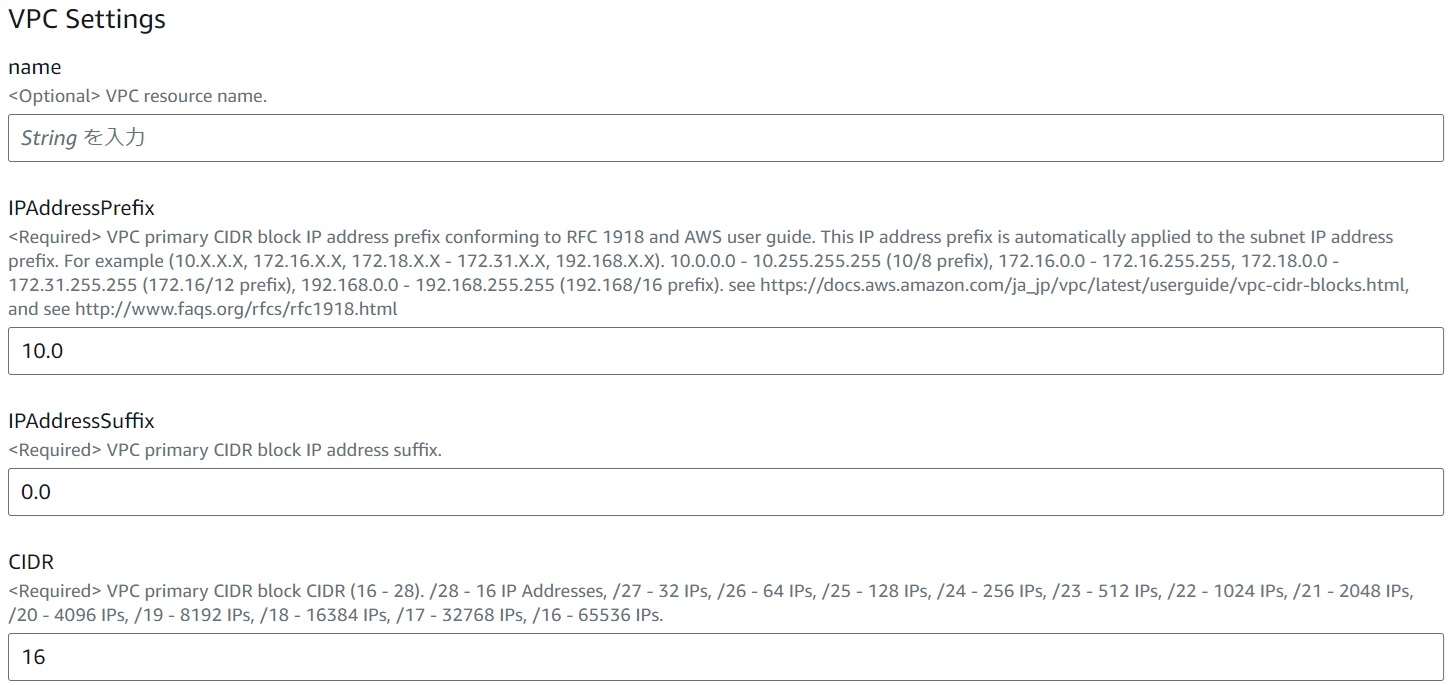 VPC Settings
name
<Optional> VPC resource name.
String を入力
IPAddressPrefix
<Required> VPC primary CIDR block IP address prefix conforming to RFC 1918 and AWS user guide. This IP address prefix is automatically applied to the subnet IP address
prefix. For example (10.X.X.X, 172.16.X.X, 172.18.X.X - 172.31.X.X, 192.168.X.X). 10.0.0.0 - 10.255.255.255 (10/8 prefix), 172.16.0.0 - 172.16.255.255, 172.18.0.0 -
172.31.255.255 (172.16/12 prefix), 192.168.0.0 - 192.168.255.255 (192.168/16 prefix). see https://docs.aws.amazon.com/ja_jp/vpc/latest/userguide/vpc-cidr-blocks.html,
and see http://www.faqs.org/rfcs/rfc1918.html
10.0
IPAddressSuffix
<Required> VPC primary CIDR block IP address suffix.
0.0
CIDR
<Required> VPC primary CIDR block CIDR (16 - 28). /28 - 16 IP Addresses, /27 - 32 IPs, /26 - 64 IPs, /25 - 128 IPs, /24 - 256 IPs, /23 - 512 IPs, /22 - 1024 IPs, /21 - 2048 IPs,
/20 - 4096 IPs, /19 - 8192 IPs, /18 - 16384 IPs, /17 - 32768 IPs, /16 - 65536 IPs.
16